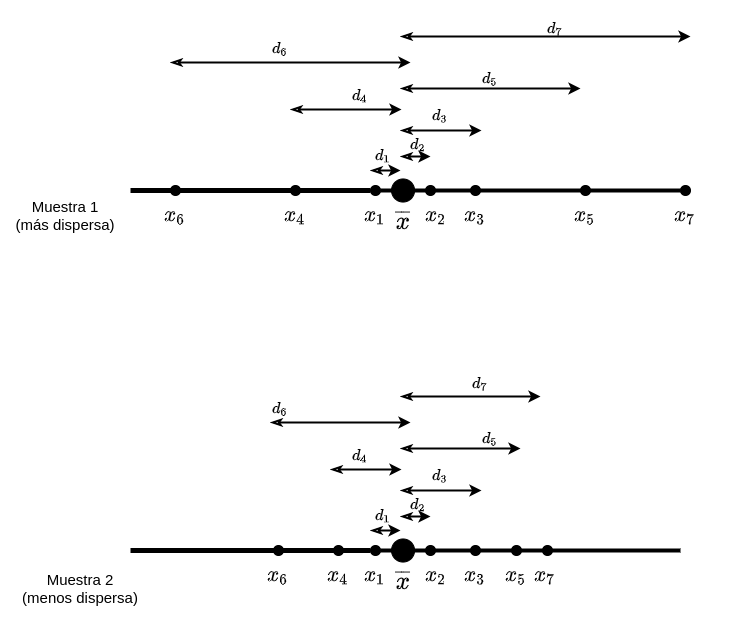 d₇
d₆
d₅
d₄
d₃
d₂
d₁
Muestra 1
(más dispersa)
x₆ x₄ x₁ x̅ x₂ x₃ x₅ x₇
d₇
d₆
d₅
d₄
d₃
d₂
d₁
Muestra 2
(menos dispersa)
x₆ x₄ x₁ x̅ x₂ x₃ x₅ x₇